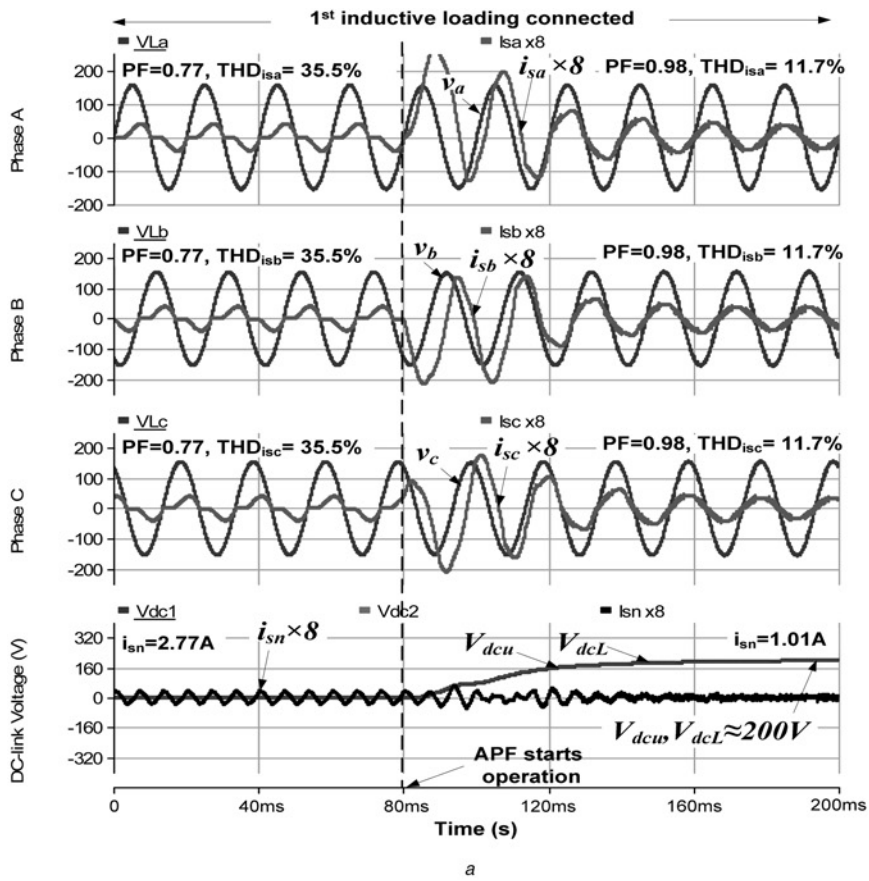 1st inductive loading connected
VLa Isa x8
PF=0.77, THDisa= 35.5% va isa×8 PF=0.98, THDisa= 11.7%
200
100
0
-100
-200
Phase A
VLb Isb x8
PF=0.77, THDisb= 35.5% vb isb×8 PF=0.98, THDisb= 11.7%
200
100
0
-100
-200
Phase B
VLc Isc x8
PF=0.77, THDisc= 35.5% vc isc×8 PF=0.98, THDisc= 11.7%
200
100
0
-100
-200
Phase C
Vdc1 Vdc2 Isn x8
isn=2.77A isn×8 Vdcu VdcL isn=1.01A
320
160
0
-160
-320
DC-link Voltage (V)
Vdcu,VdcL≈200V
APF starts
operation
0 40ms 80ms 120ms 160ms 200ms
Time (s)
a